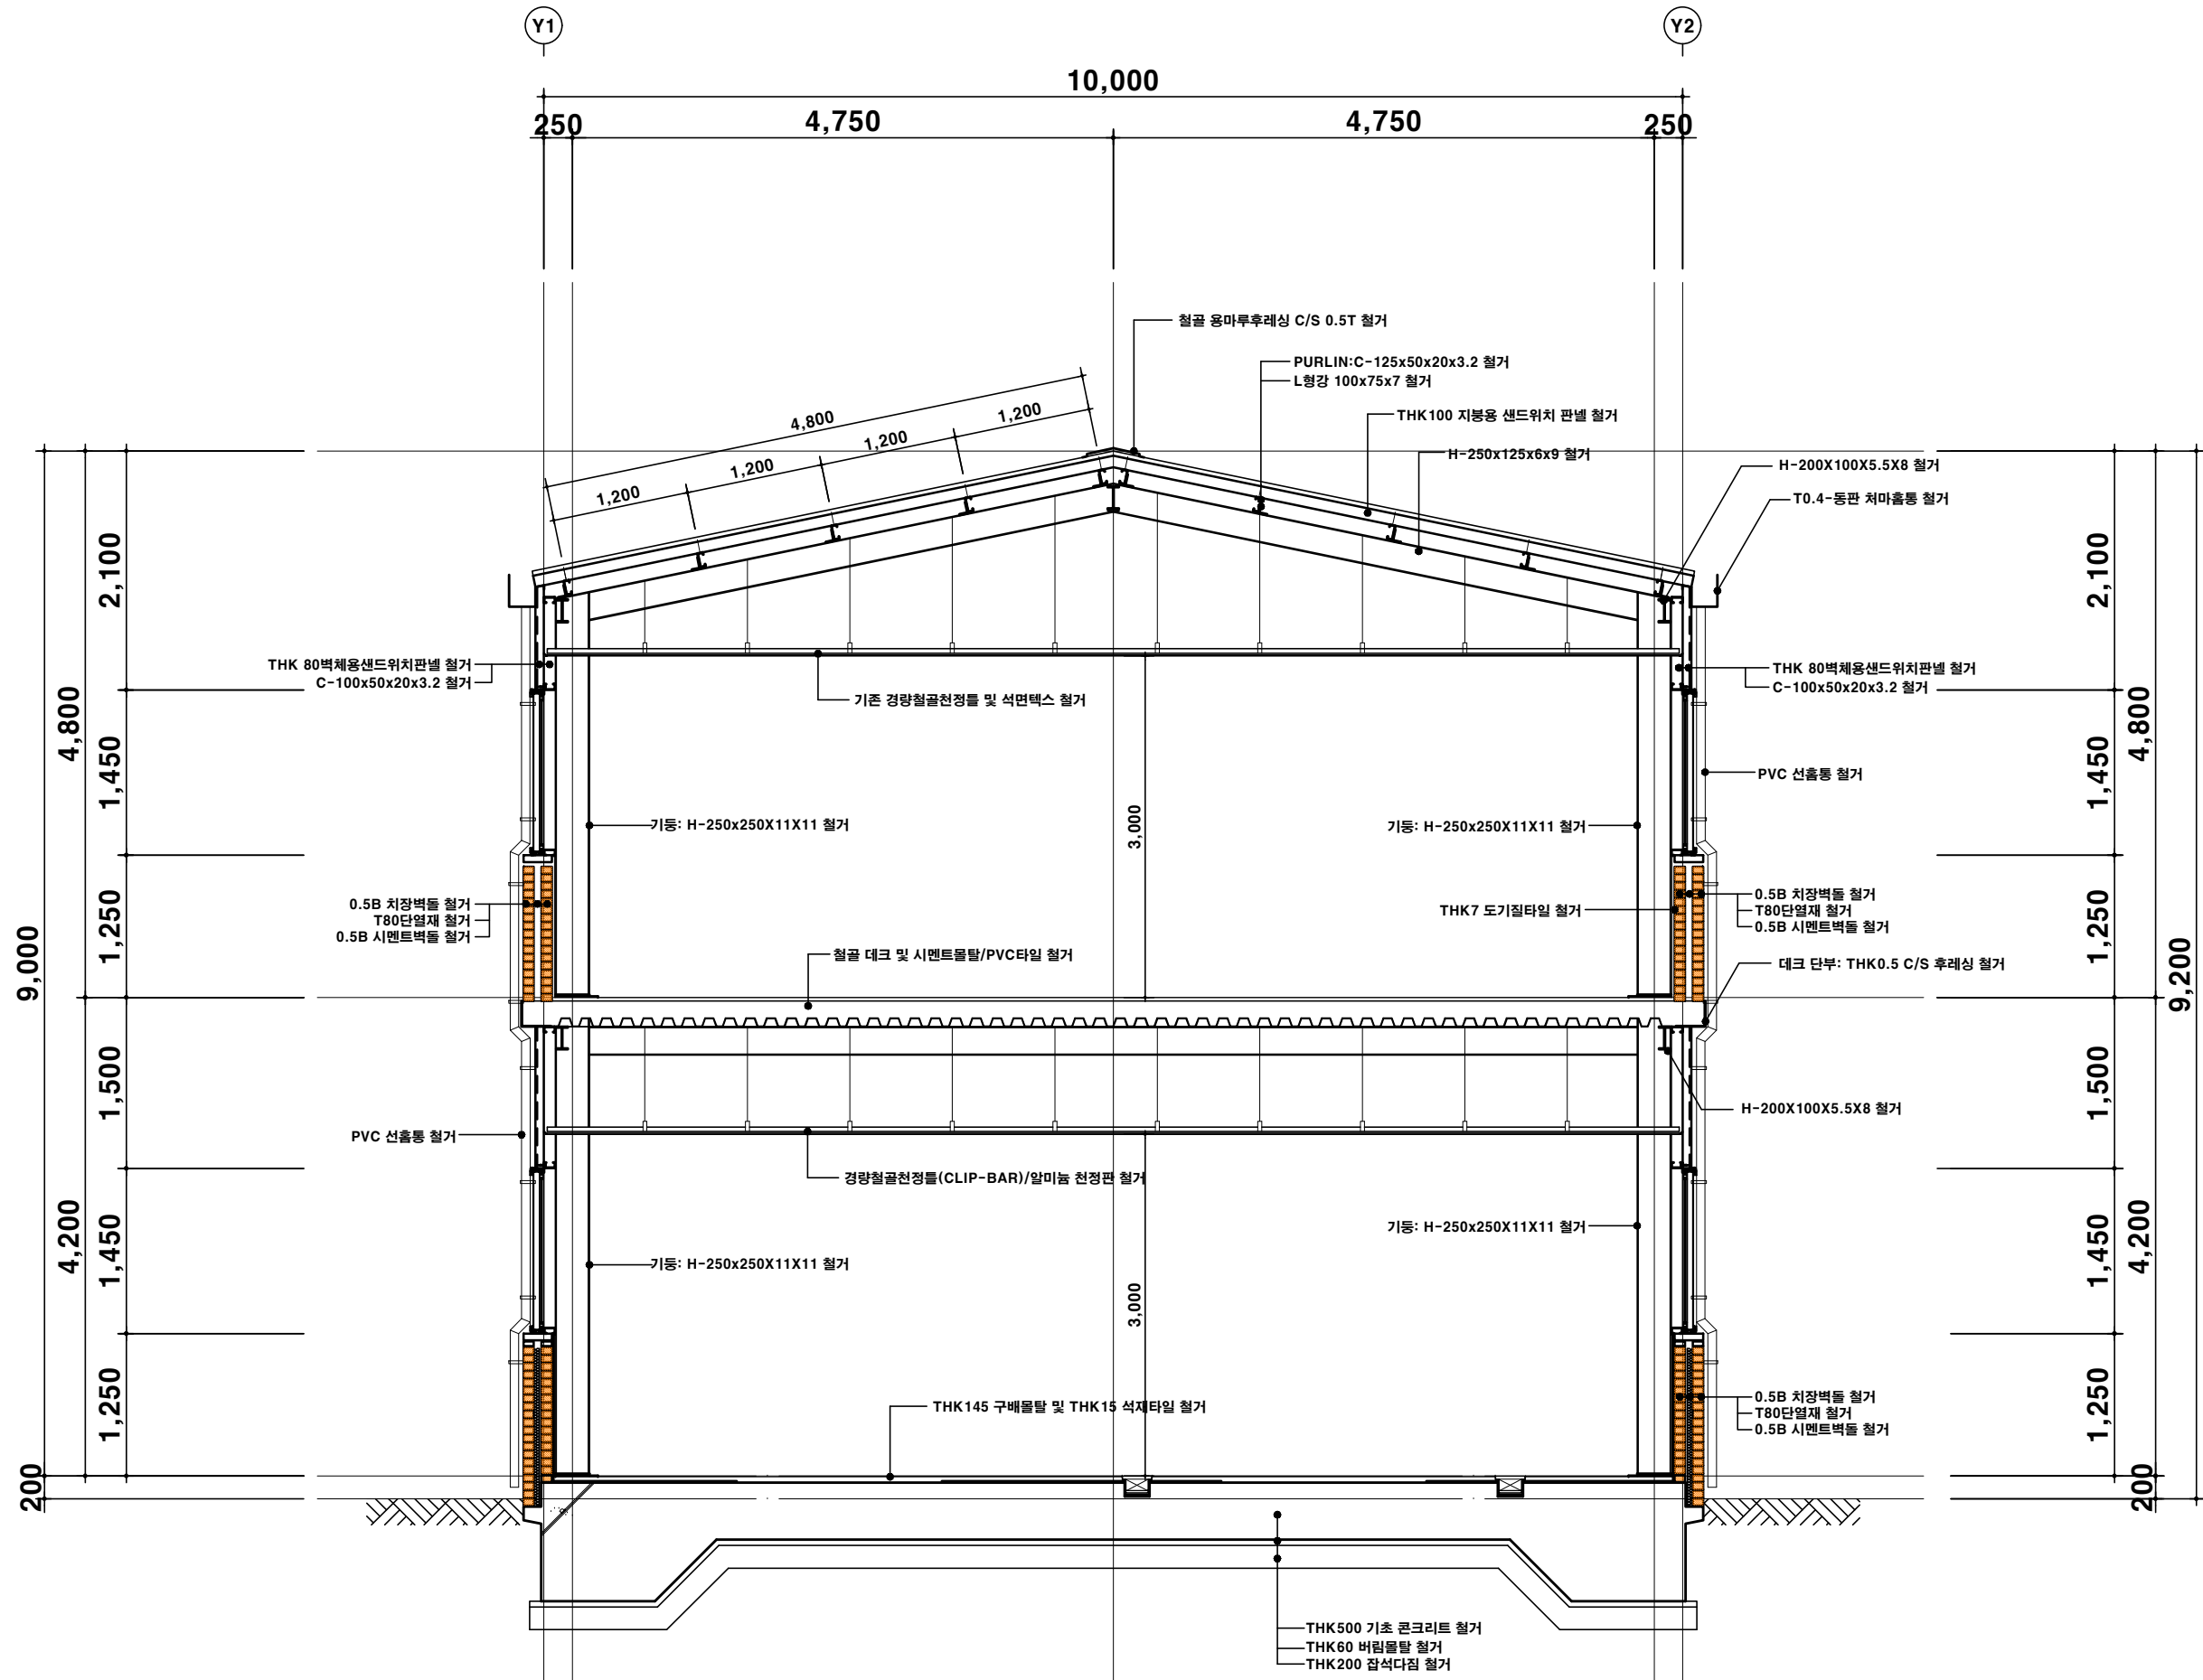 Y1
Y2
10,000
250
4,750
4,750
250
철골 용마루후레싱 C/S 0.5T 철거
PURLIN:C-125x50x20x3.2 철거
L형강 100x75x7 철거
THK100 지붕용 샌드위치 판넬 철거
H-250x125x6x9 철거
H-200X100X5.5X8 철거
T0.4-동판 처마홈통 철거
4,800
1,200
1,200
1,200
1,200
THK 80벽체용샌드위치판넬 철거
C-100x50x20x3.2 철거
THK 80벽체용샌드위치판넬 철거
C-100x50x20x3.2 철거
기존 경량철골천정틀 및 석면텍스 철거
PVC 선홈통 철거
기둥: H-250x250X11X11 철거
3,000
기둥: H-250x250X11X11 철거
0.5B 치장벽돌 철거
T80단열재 철거
0.5B 시멘트벽돌 철거
THK7 도기질타일 철거
0.5B 치장벽돌 철거
T80단열재 철거
0.5B 시멘트벽돌 철거
철골 데크 및 시멘트몰탈/PVC타일 철거
데크 단부: THK0.5 C/S 후레싱 철거
H-200X100X5.5X8 철거
PVC 선홈통 철거
경량철골천정틀(CLIP-BAR)/알미늄 천정판 철거
기둥: H-250x250X11X11 철거
기둥: H-250x250X11X11 철거
3,000
THK145 구배몰탈 및 THK15 석재타일 철거
0.5B 치장벽돌 철거
T80단열재 철거
0.5B 시멘트벽돌 철거
THK500 기초 콘크리트 철거
THK60 버림몰탈 철거
THK200 잡석다짐 철거
9,000
200
4,800
4,200
2,100
1,450
1,250
1,500
1,450
1,250
2,100
1,450
1,250
1,500
1,450
1,250
4,800
4,200
200
9,200